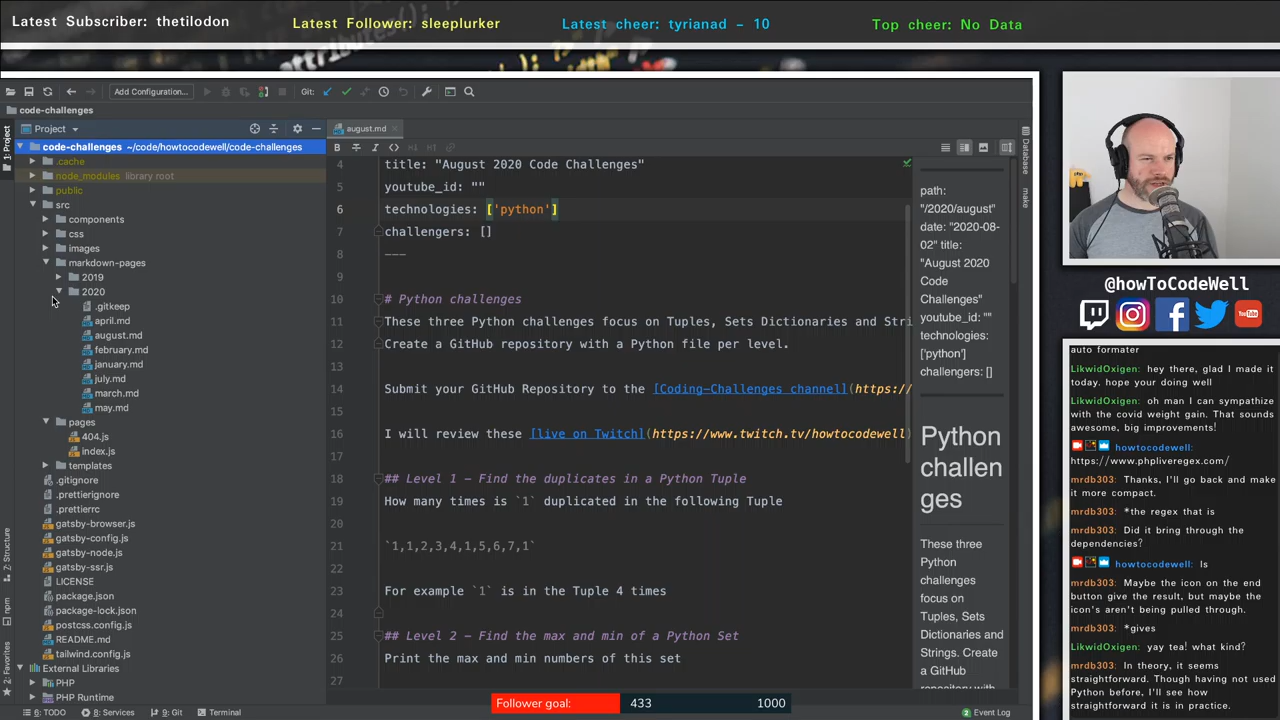 Latest Subscriber: thetilodon
Latest Follower: sleeplurker
Latest cheer: tyrianad - 10
Top cheer: No Data
Add Configuration...
Git:
code-challenges
Project
august.md
1: Project
code-challenges ~/code/howtocodewell/code-challenges
.cache
node_modules library root
public
src
components
css
images
markdown-pages
2019
2020
.gitkeep
april.md
august.md
february.md
january.md
july.md
march.md
may.md
pages
404.js
index.js
templates
.gitignore
.prettierignore
.prettierrc
gatsby-browser.js
gatsby-config.js
gatsby-node.js
gatsby-ssr.js
LICENSE
package.json
package-lock.json
postcss.config.js
README.md
tailwind.config.js
External Libraries
PHP
PHP Runtime
7: Structure
npm
2: Favorites
4 title: "August 2020 Code Challenges"
5 youtube_id: ""
6 technologies: ['python']
7 challengers: []
8 ---
9
10 # Python challenges
11 These three Python challenges focus on Tuples, Sets Dictionaries and Stri
12 Create a GitHub repository with a Python file per level.
13
14 Submit your GitHub Repository to the [Coding-Challenges channel](https://
15
16 I will review these [live on Twitch](https://www.twitch.tv/howtocodewell)
17
18 ## Level 1 - Find the duplicates in a Python Tuple
19 How many times is `1` duplicated in the following Tuple
20
21 `1,1,2,3,4,1,5,6,7,1`
22
23 For example `1` is in the Tuple 4 times
24
25 ## Level 2 - Find the max and min of a Python Set
26 Print the max and min numbers of this set
27
path:
"/2020/august"
date: "2020-08-
02" title:
"August 2020
Code
Challenges"
youtube_id: ""
technologies:
['python']
challengers: []
Python
challen
ges
These three
Python
challenges
focus on
Tuples, Sets
Dictionaries and
Strings. Create
a GitHub
repository with
Database
make
6: TODO
8: Services
9: Git
Terminal
Event Log
Follower goal: 433 1000
@howToCodeWell
You Tube
auto formater
LikwidOxigen: hey there, glad I made it
today. hope your doing well
LikwidOxigen: oh man I can sympathize
with the covid weight gain. That sounds
awesome, big improvements!
howtocodewell:
https://www.phpliveregex.com/
mrdb303: Thanks, I'll go back and make
it more compact.
mrdb303: *the regex that is
mrdb303: Did it bring through the
dependencies?
howtocodewell: ls
mrdb303: Maybe the icon on the end
button give the result, but maybe the
icon's aren't being pulled through.
mrdb303: *gives
LikwidOxigen: yay tea! what kind?
mrdb303: In theory, it seems
straightforward. Though having not used
Python before, I'll see how
straightforward it is in practice.